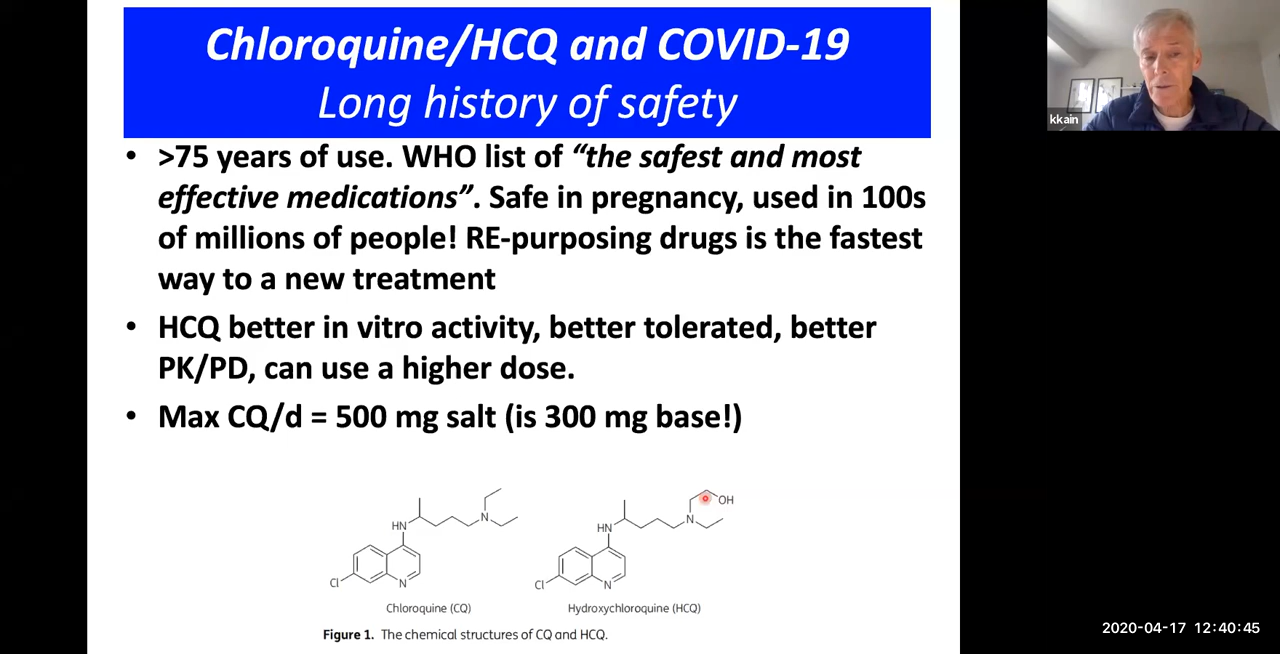 Chloroquine/HCQ and COVID-19
Long history of safety
kkain
• >75 years of use. WHO list of “the safest and most
effective medications”. Safe in pregnancy, used in 100s
of millions of people! RE-purposing drugs is the fastest
way to a new treatment
• HCQ better in vitro activity, better tolerated, better
PK/PD, can use a higher dose.
• Max CQ/d = 500 mg salt (is 300 mg base!)
HN
N
Cl
N
Chloroquine (CQ)
OH
HN
N
Cl
N
Hydroxychloroquine (HCQ)
Figure 1. The chemical structures of CQ and HCQ.
2020-04-17 12:40:45